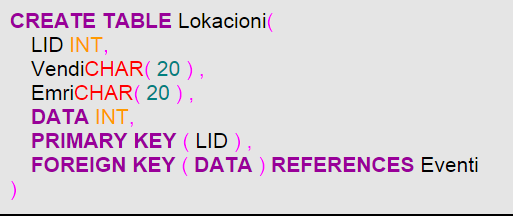 CREATE TABLE Lokacioni(
LID INT,
VendiCHAR( 20 ) ,
EmriCHAR( 20 ) ,
DATA INT,
PRIMARY KEY ( LID ) ,
FOREIGN KEY ( DATA ) REFERENCES Eventi
)